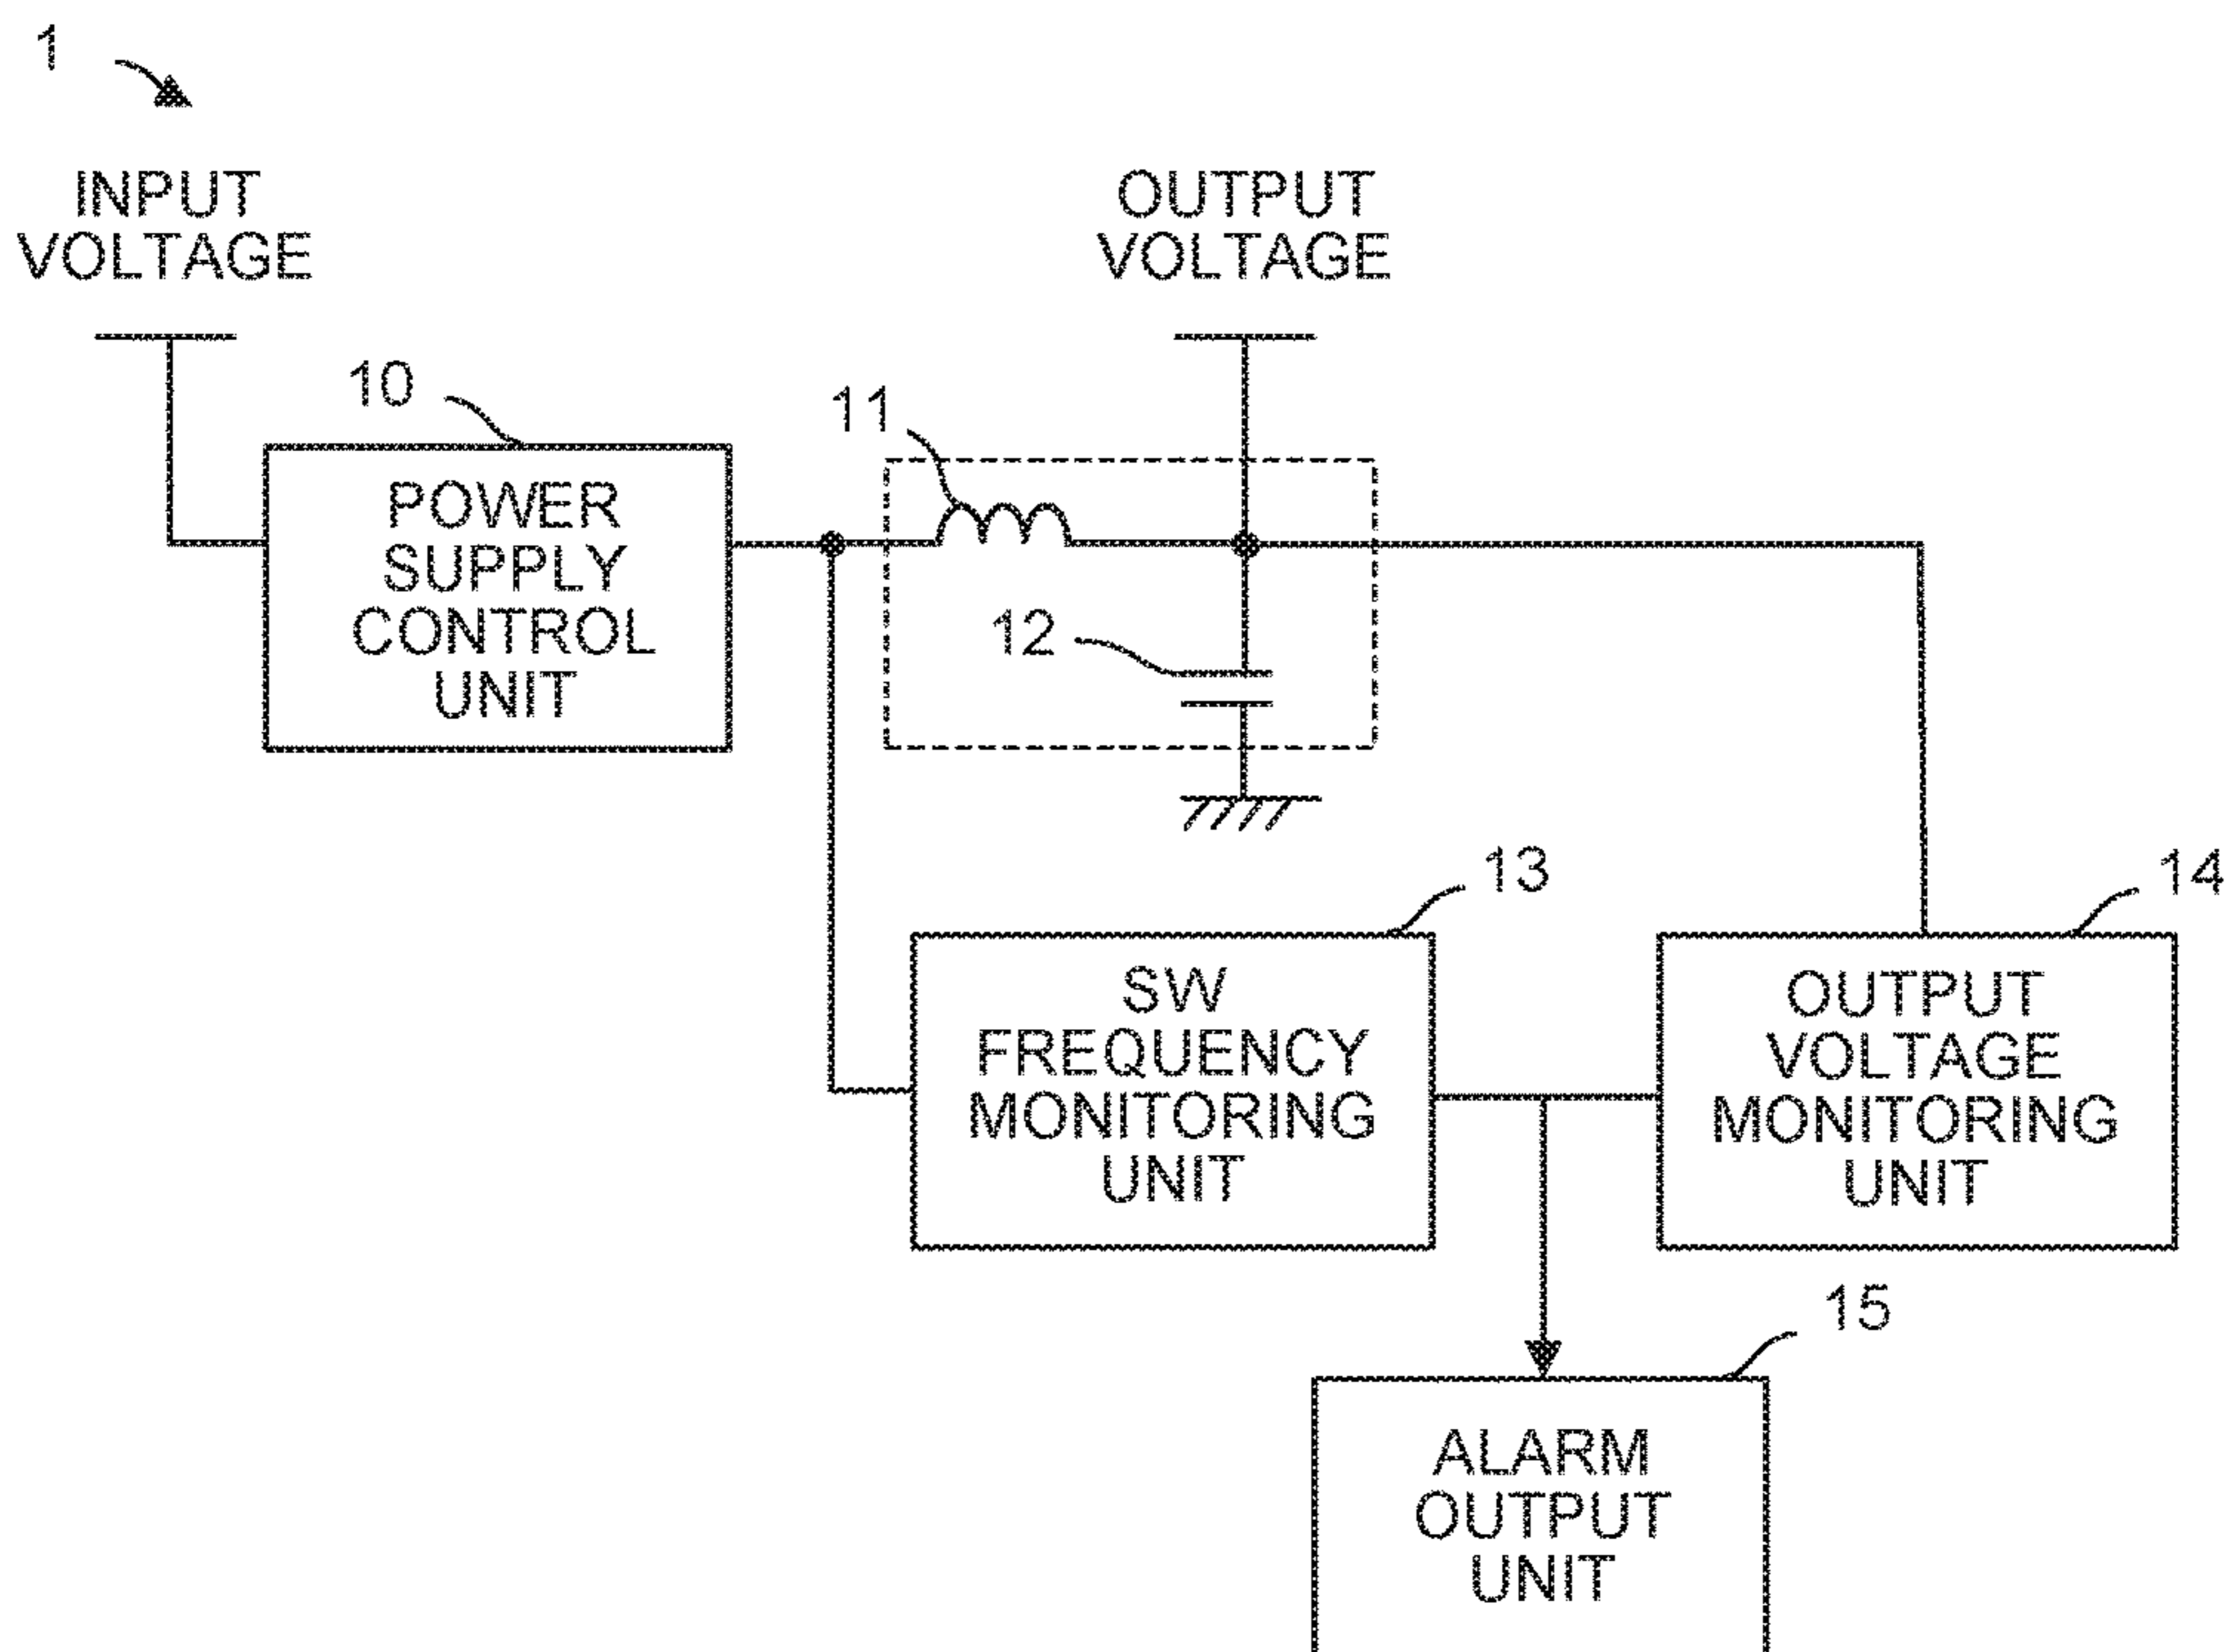 1
INPUT
VOLTAGE
OUTPUT
VOLTAGE
10
11
POWER
SUPPLY
CONTROL
UNIT
12
13
14
SW
FREQUENCY
MONITORING
UNIT
OUTPUT
VOLTAGE
MONITORING
UNIT
15
ALARM
OUTPUT
UNIT